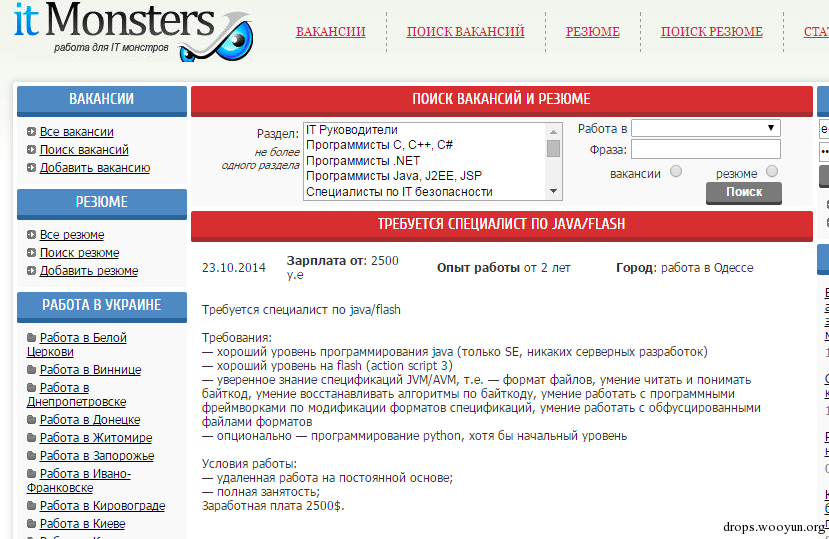 it Monsters
работа для IT монстров
ВАКАНСИИ
ПОИСК ВАКАНСИЙ
РЕЗЮМЕ
ПОИСК РЕЗЮМЕ
СТАТ
ВАКАНСИИ
Все вакансии
Поиск вакансий
Добавить вакансию
РЕЗЮМЕ
Все резюме
Поиск резюме
Добавить резюме
РАБОТА В УКРАИНЕ
Работа в Белой
Церкви
Работа в Виннице
Работа в
Днепропетровске
Работа в Донецке
Работа в Житомире
Работа в Запорожье
Работа в Ивано-
Франковске
Работа в Кировограде
Работа в Киеве
ПОИСК ВАКАНСИЙ И РЕЗЮМЕ
Раздел:
не более
одного раздела
IT Руководители
Программисты C, C++, C#
Программисты .NET
Программисты Java, J2EE, JSP
Специалисты по IT безопасности
Работа в
Фраза:
вакансии
резюме
Поиск
ТРЕБУЕТСЯ СПЕЦИАЛИСТ ПО JAVA/FLASH
23.10.2014
Зарплата от: 2500
у.е
Опыт работы от 2 лет
Город: работа в Одессе
Требуется специалист по java/flash
Требования:
— хороший уровень программирования java (только SE, никаких серверных разработок)
— хороший уровень на flash (action script 3)
— уверенное знание спецификаций JVM/AVM, т.е. — формат файлов, умение читать и понимать
байткод, умение восстанавливать алгоритмы по байткоду, умение работать с программными
фреймворками по модификации форматов спецификаций, умение работать с обфусцированными
файлами форматов
— опционально — программирование python, хотя бы начальный уровень
Условия работы:
— удаленная работа на постоянной основе;
— полная занятость;
Заработная плата 2500$.
drops.wooyun.org